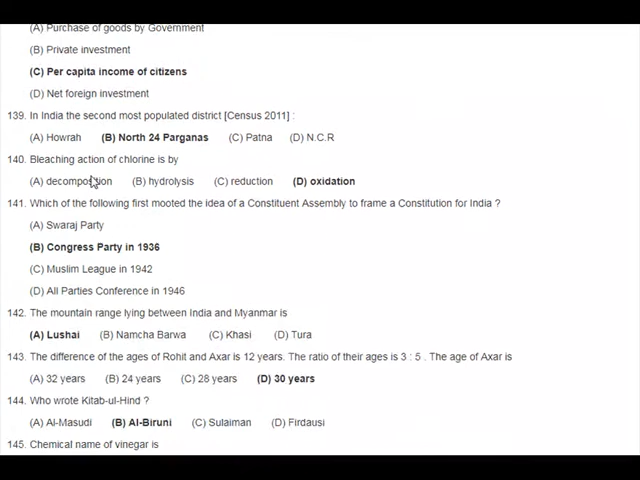 (A) Purchase of goods by Government
(B) Private investment
(C) Per capita income of citizens
(D) Net foreign investment
139. In India the second most populated district [Census 2011] :
(A) Howrah (B) North 24 Parganas (C) Patna (D) N.C.R
140. Bleaching action of chlorine is by
(A) decomposition (B) hydrolysis (C) reduction (D) oxidation
141. Which of the following first mooted the idea of a Constituent Assembly to frame a Constitution for India ?
(A) Swaraj Party
(B) Congress Party in 1936
(C) Muslim League in 1942
(D) All Parties Conference in 1946
142. The mountain range lying between India and Myanmar is
(A) Lushai (B) Namcha Barwa (C) Khasi (D) Tura
143. The difference of the ages of Rohit and Axar is 12 years. The ratio of their ages is 3 : 5 . The age of Axar is
(A) 32 years (B) 24 years (C) 28 years (D) 30 years
144. Who wrote Kitab-ul-Hind ?
(A) Al-Masudi (B) Al-Biruni (C) Sulaiman (D) Firdausi
145. Chemical name of vinegar is